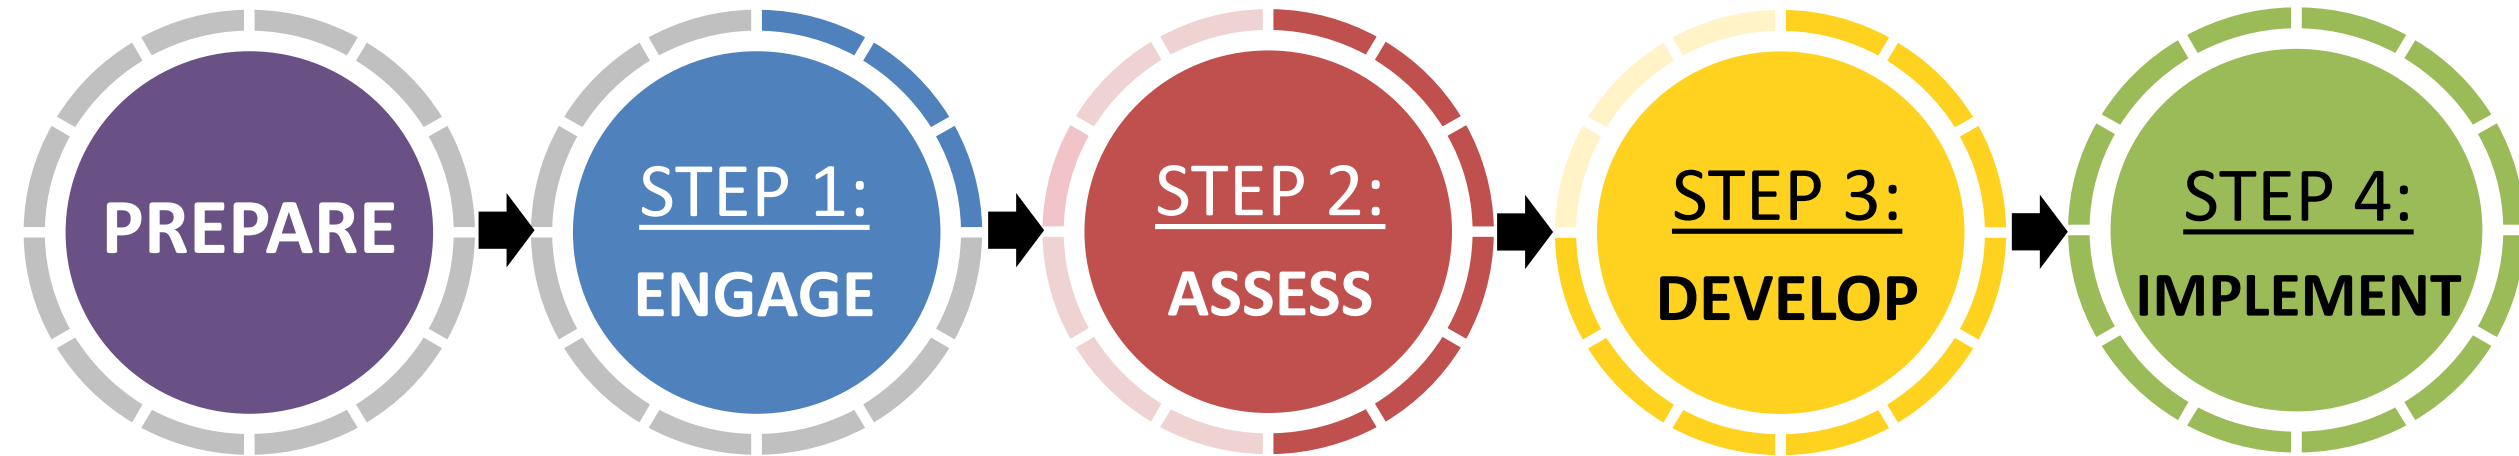 PREPARE
STEP 1:
ENGAGE
STEP 2:
ASSESS
STEP 3:
DEVELOP
STEP 4:
IMPLEMENT